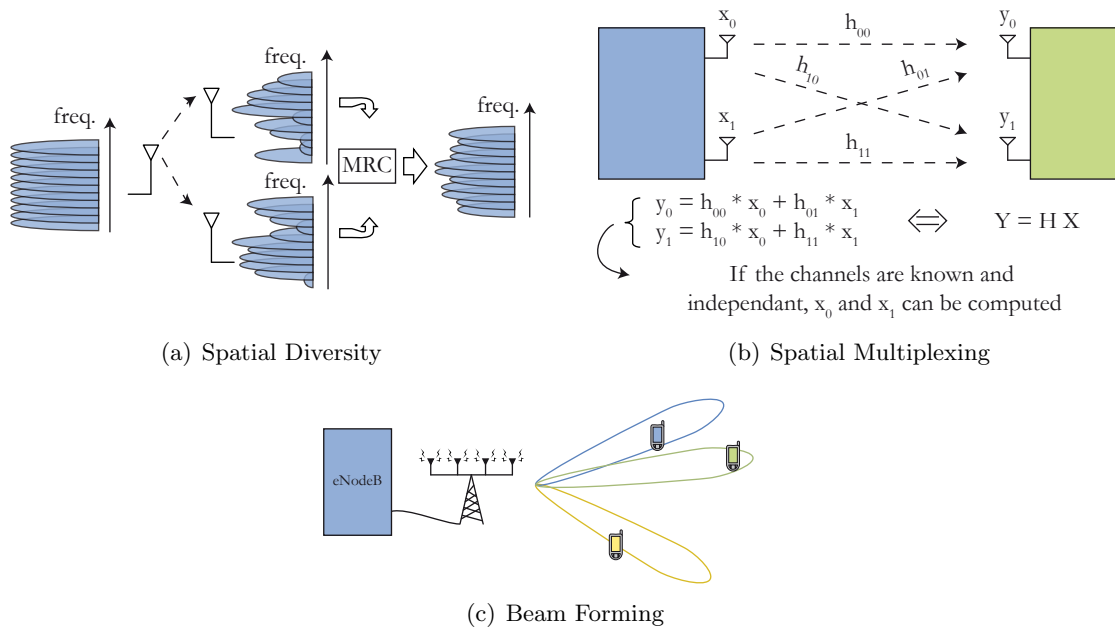 freq.
freq.
freq.
MRC
freq.
(a) Spatial Diversity
x₀
x₁
h₀₀
h₁₀
h₀₁
h₁₁
y₀
y₁
y₀ = h₀₀ * x₀ + h₀₁ * x₁
y₁ = h₁₀ * x₀ + h₁₁ * x₁
⇔
Y = H X
If the channels are known and
independant, x₀ and x₁ can be computed
(b) Spatial Multiplexing
eNodeB
(c) Beam Forming